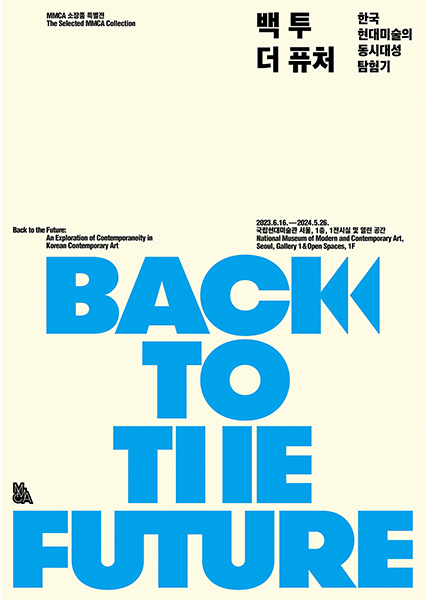 MMCA 소장품 특별전
The Selected MMCA Collection
백 투
더 퓨처
한국
현대미술의
동시대성
탐험기
Back to the Future:
An Exploration of Contemporaneity in
Korean Contemporary Art
2023.6.16. — 2024.5.26.
국립현대미술관 서울, 1층, 1전시실 및 열린 공간
National Museum of Modern and Contemporary Art,
Seoul, Gallery 1 & Open Spaces, 1F
BACK
TO
THE
FUTURE
MMCA